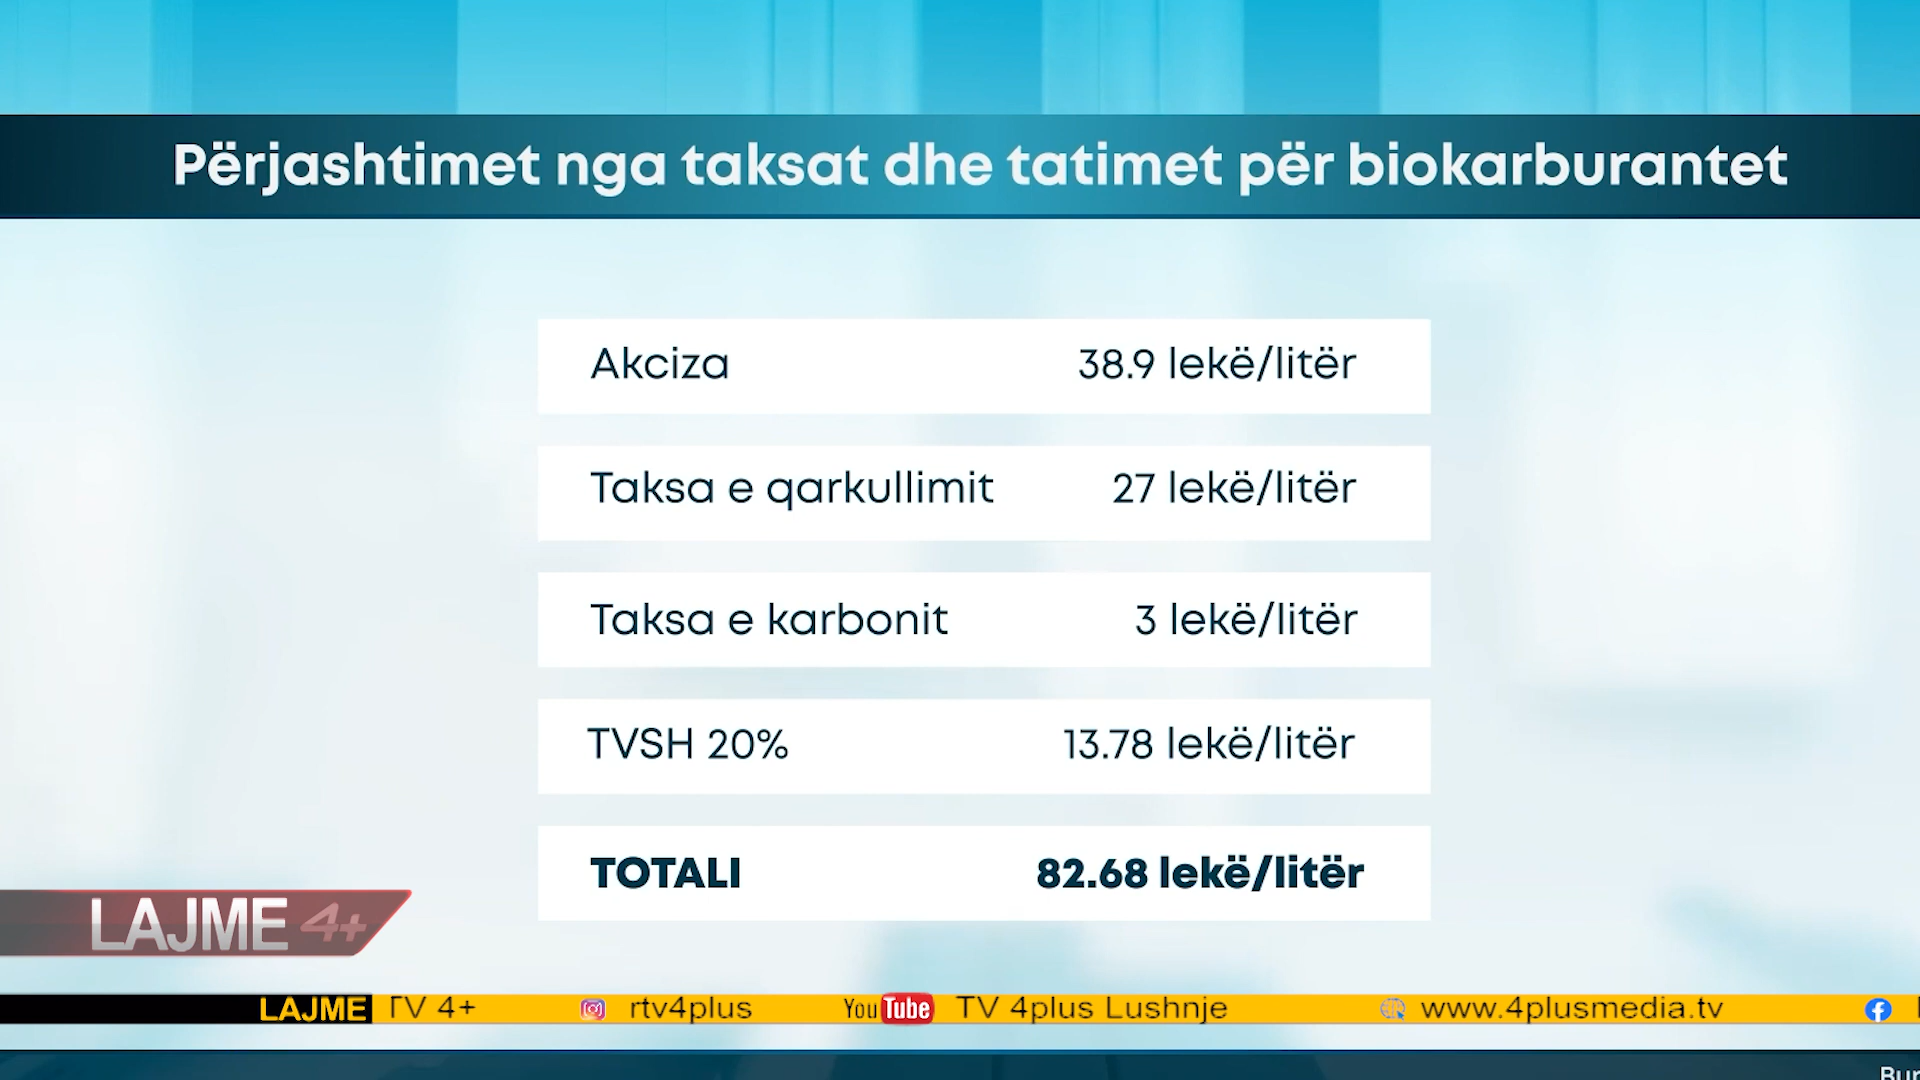 Përjashtimet nga taksat dhe tatimet për biokarburantet
Akciza 38.9 lekë/litër
Taksa e qarkullimit 27 lekë/litër
Taksa e karbonit 3 lekë/litër
TVSH 20% 13.78 lekë/litër
TOTALI 82.68 lekë/litër
LAJME 4+
LAJME TV 4+ rtv4plus YouTube TV 4plus Lushnje www.4plusmedia.tv